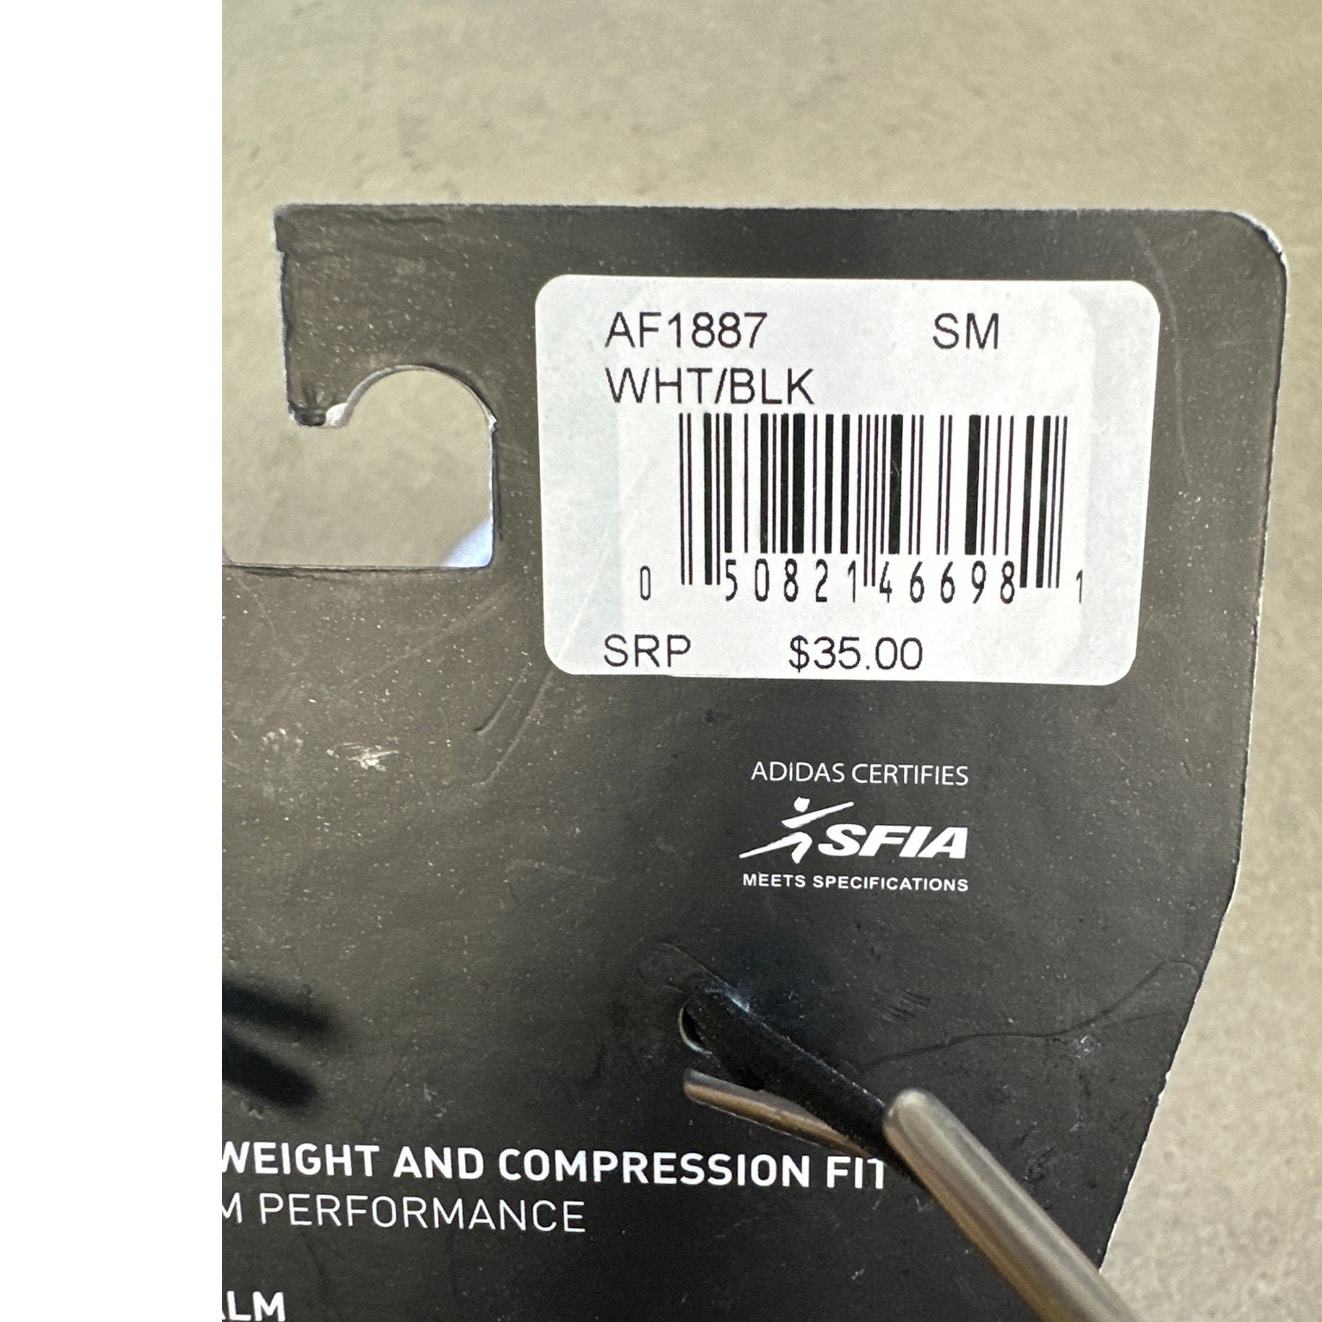 AF1887 SM
WHT/BLK
0 50821 46698 1
SRP $35.00
ADIDAS CERTIFIES
SFIA
MEETS SPECIFICATIONS
WEIGHT AND COMPRESSION FIT
PERFORMANCE